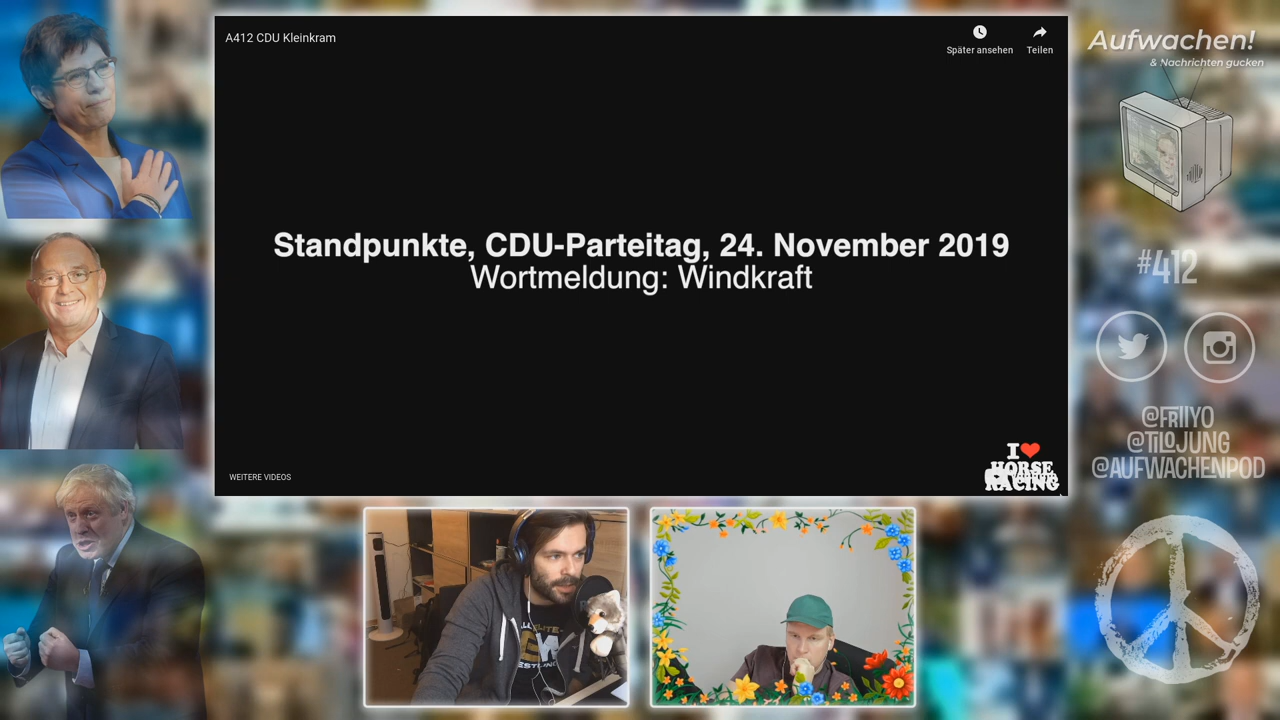 A412 CDU Kleinkram
Später ansehen
Teilen
Aufwachen!
& Nachrichten gucken
Standpunkte, CDU-Parteitag, 24. November 2019
Wortmeldung: Windkraft
#412
@FRIIYO
@TILOJUNG
@AUFWACHENPOD
WEITERE VIDEOS
I
HORSE
RACING